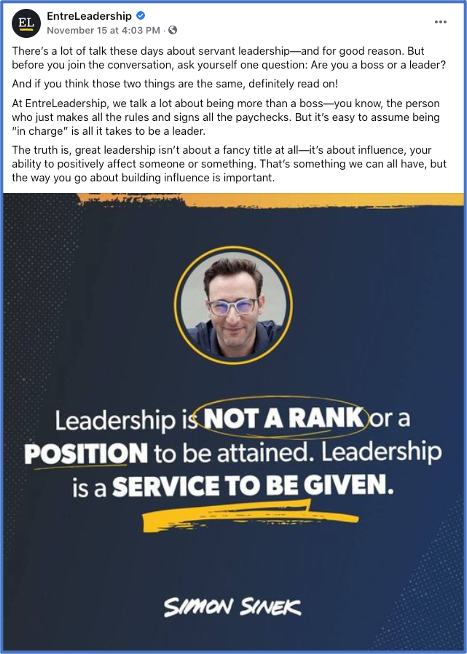 EL
EntreLeadership
November 15 at 4:03 PM ·
There's a lot of talk these days about servant leadership—and for good reason. But
before you join the conversation, ask yourself one question: Are you a boss or a leader?
And if you think those two things are the same, definitely read on!
At EntreLeadership, we talk a lot about being more than a boss—you know, the person
who just makes all the rules and signs all the paychecks. But it's easy to assume being
"in charge" is all it takes to be a leader.
The truth is, great leadership isn't about a fancy title at all—it's about influence, your
ability to positively affect someone or something. That's something we can all have, but
the way you go about building influence is important.
Leadership is NOT A RANK or a
POSITION to be attained. Leadership
is a SERVICE TO BE GIVEN.
SIMON SINEK